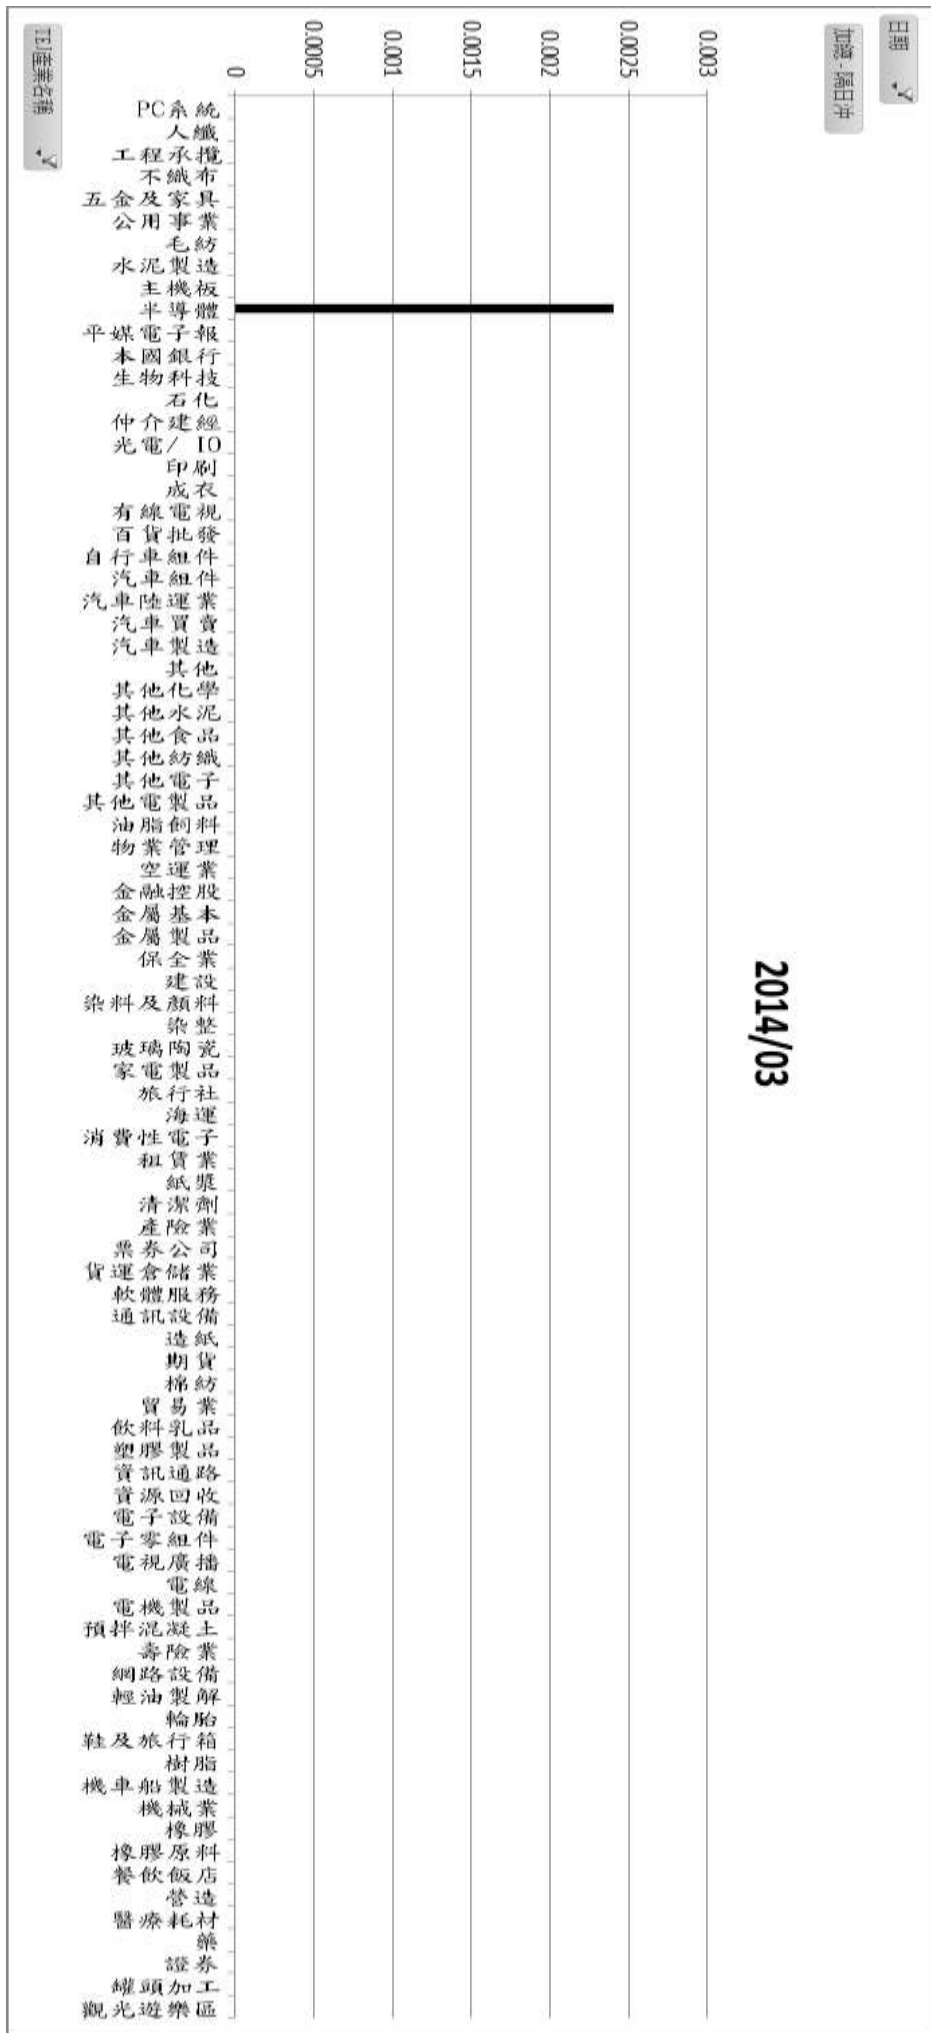 日期
加總 - 隔日沖
2014/03
0.003
0.0025
0.002
0.0015
0.001
0.0005
0
PC系統
人纖
工程承攬
不織布
五金及家具
公用事業
毛紡
水泥製造
主機板
半導體
平媒電子報
本國銀行
生物科技
石化
仲介建經
光電/ IO
印刷
成衣
有線電視
百貨批發
自行車組件
汽車組件
汽車陸運業
汽車買賣
汽車製造
其他
其他化學
其他水泥
其他食品
其他紡織
其他電子
其他電製品
油脂飼料
物業管理
空運業
金融控股
金屬基本
金屬製品
保全業
建設
染料及顏料
染整
玻璃陶瓷
家電製品
旅行社
海運
消費性電子
租賃業
紙漿
清潔劑
產險業
票券公司
貨運倉儲業
軟體服務
通訊設備
造紙
期貨
棉紡
貿易業
飲料乳品
塑膠製品
資訊通路
資源回收
電子設備
電子零組件
電視廣播
電線
電機製品
預拌混凝土
壽險業
網路設備
輕油製解
輪胎
鞋及旅行箱
樹脂
機車船製造
機械業
橡膠
橡膠原料
餐飲飯店
營造
醫療耗材
藥
證券
罐頭加工
觀光遊樂區
TEJ產業名稱